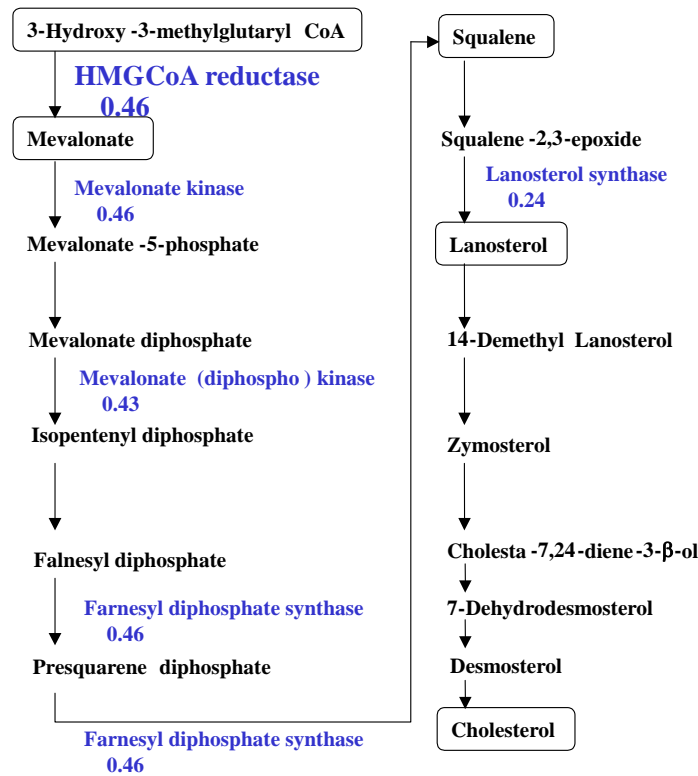 3-Hydroxy -3-methylglutaryl CoA
HMGCoA reductase
0.46
Mevalonate
Mevalonate kinase
0.46
Mevalonate -5-phosphate
Mevalonate diphosphate
Mevalonate (diphospho ) kinase
0.43
Isopentenyl diphosphate
Falnesyl diphosphate
Farnesyl diphosphate synthase
0.46
Presquarene diphosphate
Farnesyl diphosphate synthase
0.46
Squalene
Squalene -2,3-epoxide
Lanosterol synthase
0.24
Lanosterol
14-Demethyl Lanosterol
Zymosterol
Cholesta -7,24-diene-3-β-ol
7-Dehydrodesmosterol
Desmosterol
Cholesterol